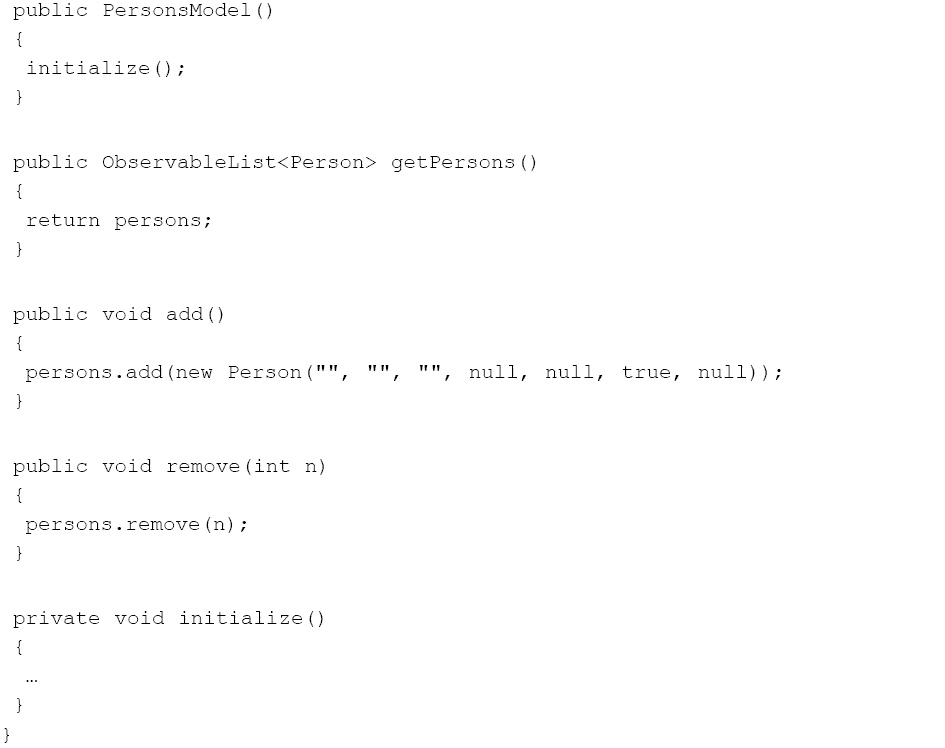 public PersonsModel()
{
initialize();
}
public ObservableList<Person> getPersons()
{
return persons;
}
public void add()
{
persons.add(new Person("", "", "", null, null, true, null));
}
public void remove(int n)
{
persons.remove(n);
}
private void initialize()
{
…
}
}